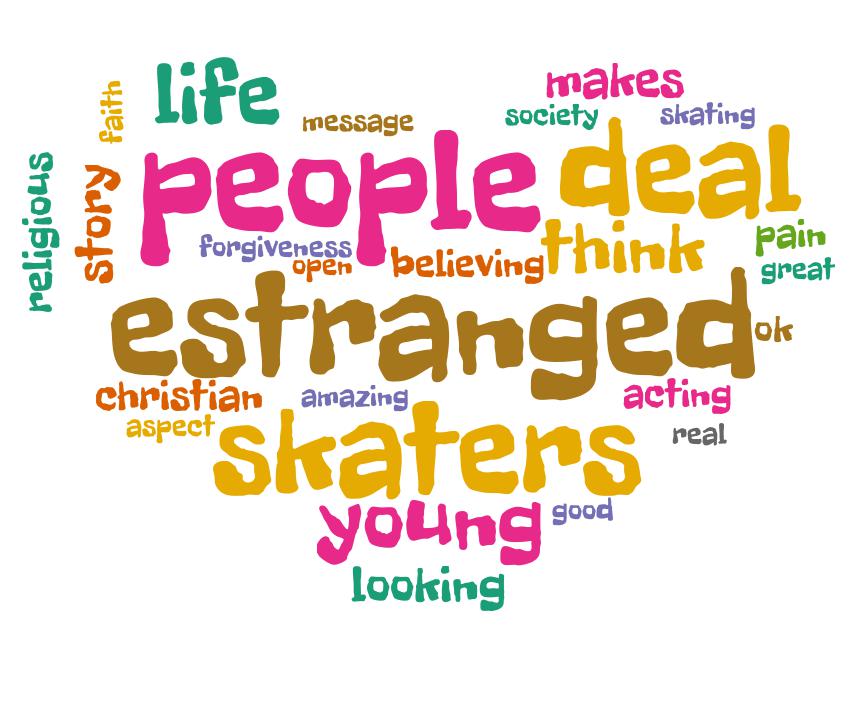 life
makes
faith
message
society
skating
people
deal
religious
story
forgiveness
open
believing
think
pain
great
estranged
ok
christian
amazing
acting
aspect
skaters
real
young
good
looking